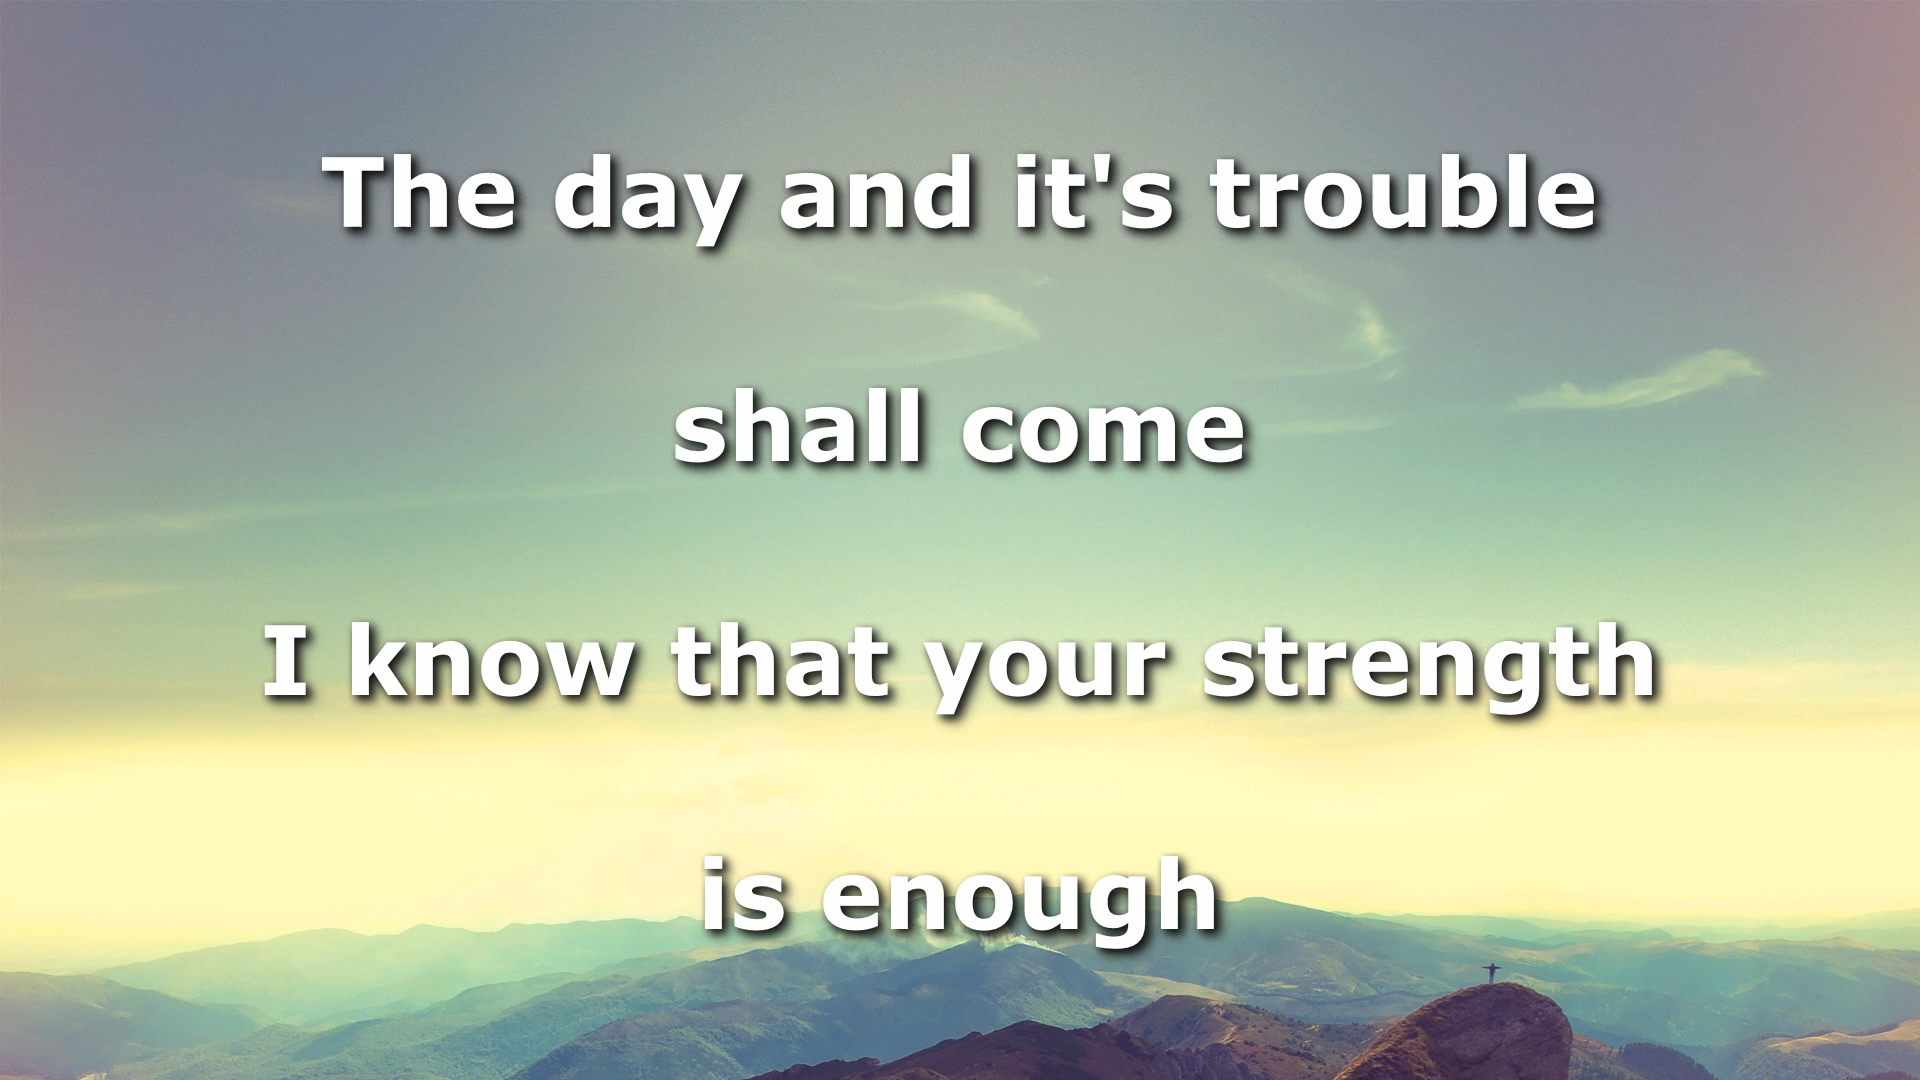 The day and it's trouble
shall come
I know that your strength
is enough